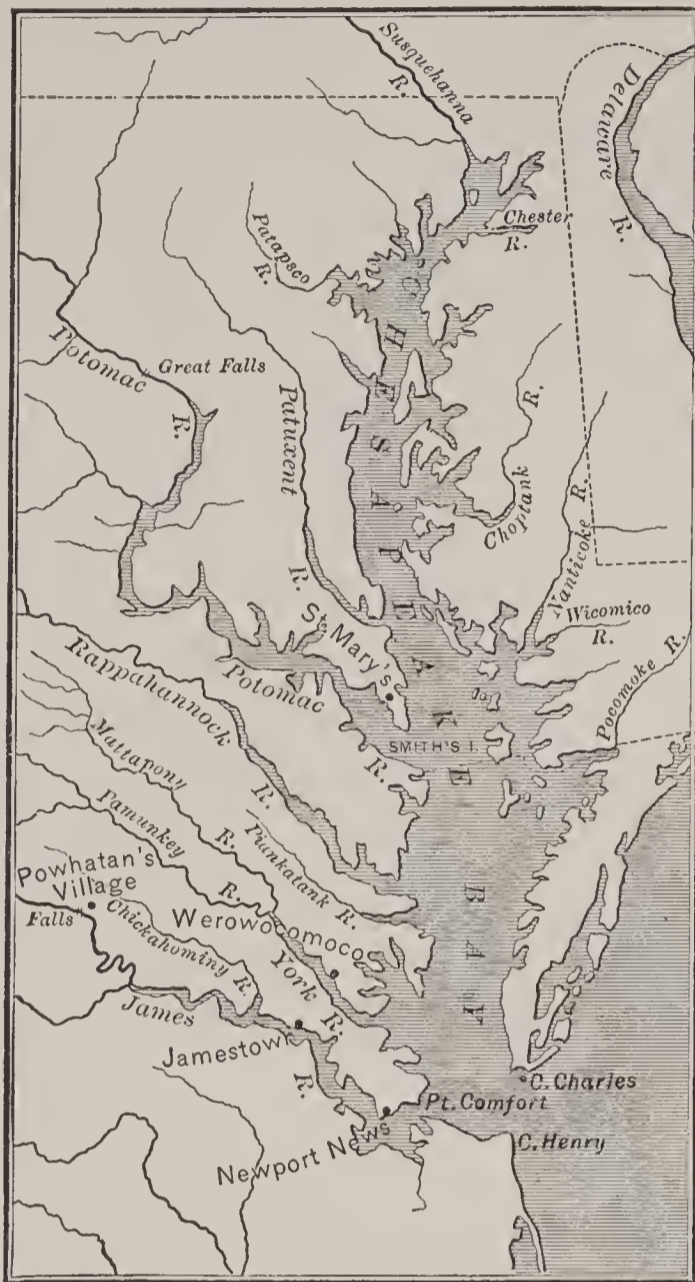 Susquehanna
R.
Delaware
R.
Chester
R.
Patapsco
R.
Potomac
R.
Great Falls
Patuxent
R.
CHESAPEAKE
BAY
Choptank
R.
Nanticoke
R.
Wicomico
R.
Pocomoke R.
St. Mary's
Potomac
R.
SMITH'S I.
Rappahannock
R.
Mattapony
R.
Pamunkey
R.
Piankatank
R.
Powhatan's
Village
Falls
Chickahominy
R.
Werowocomoco
York
R.
James
R.
Jamestown
Newport News
Pt. Comfort
C. Charles
C. Henry